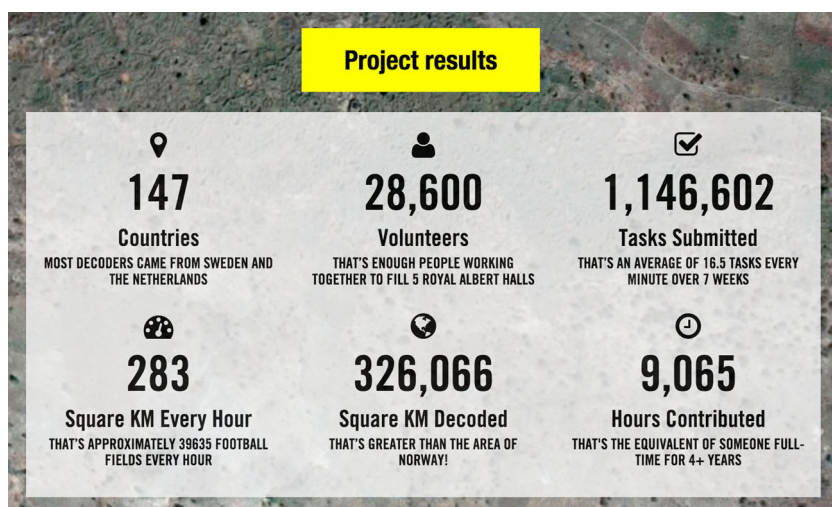 Project results
147
Countries
MOST DECODERS CAME FROM SWEDEN AND
THE NETHERLANDS
28,600
Volunteers
THAT'S ENOUGH PEOPLE WORKING
TOGETHER TO FILL 5 ROYAL ALBERT HALLS
1,146,602
Tasks Submitted
THAT'S AN AVERAGE OF 16.5 TASKS EVERY
MINUTE OVER 7 WEEKS
283
Square KM Every Hour
THAT'S APPROXIMATELY 39635 FOOTBALL
FIELDS EVERY HOUR
326,066
Square KM Decoded
THAT'S GREATER THAN THE AREA OF
NORWAY!
9,065
Hours Contributed
THAT'S THE EQUIVALENT OF SOMEONE FULL-
TIME FOR 4+ YEARS